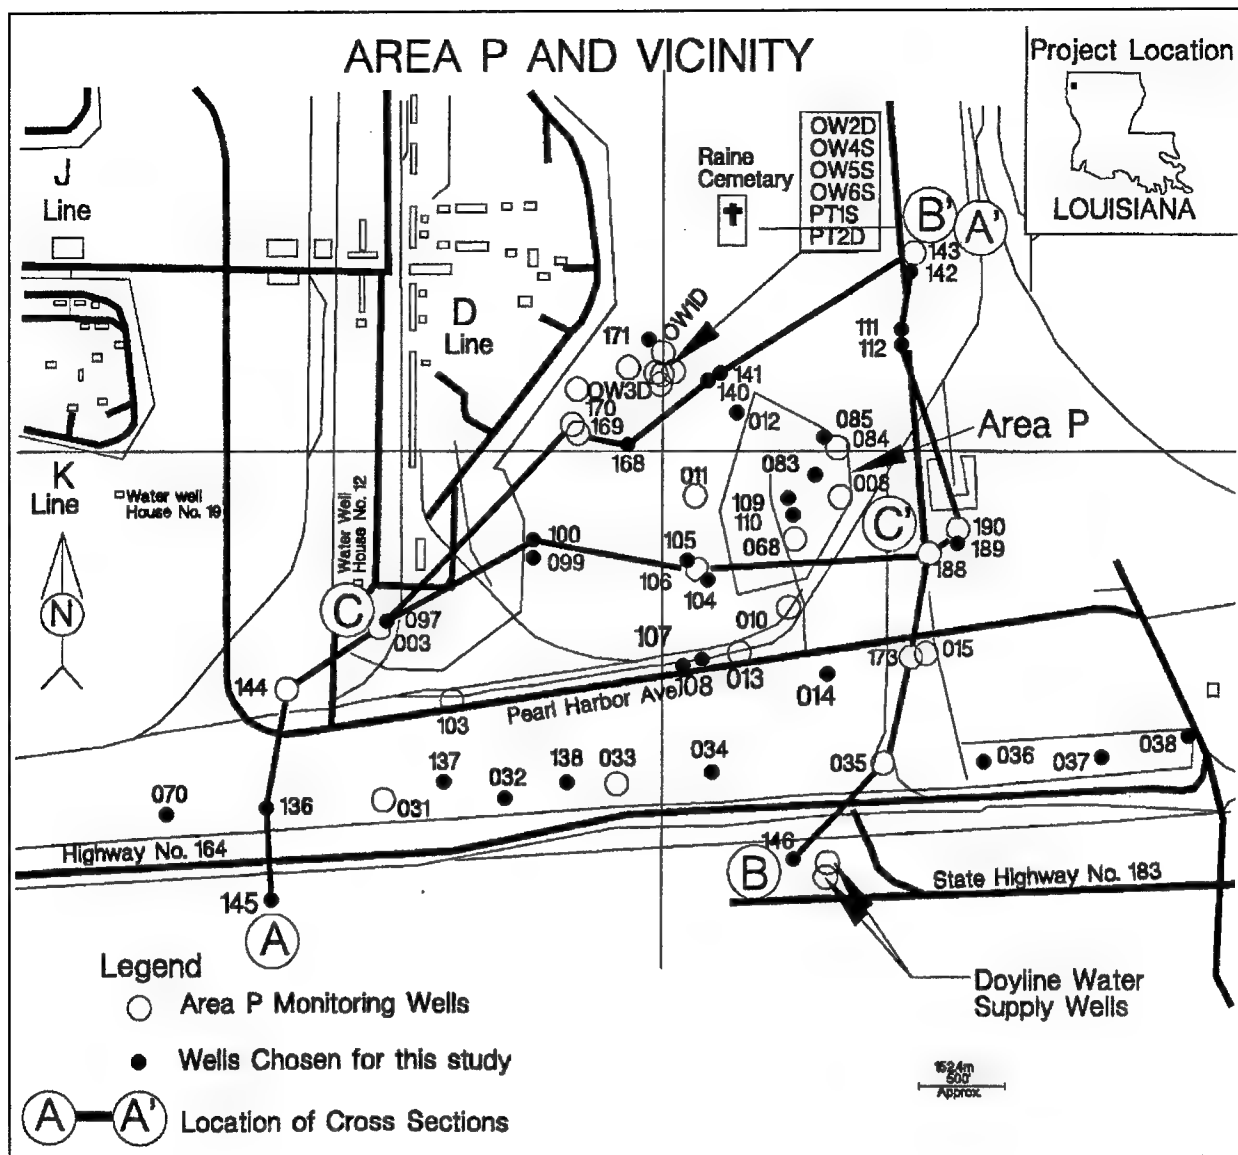 AREA P AND VICINITY
Project Location
LOUISIANA
J
Line
Raine
Cemetary
OW2D
OW4S
OW5S
OW6S
PT1S
PT2D
B'
A'
143
142
D
Line
171
OW1D
111
112
OW3D
141
140
170
169
012
085
084
Area P
168
083
K
Line
Water well
House No. 19
Water Well
House No. 12
011
008
109
110
C'
190
N
100
105
068
189
099
106
188
104
C
097
003
010
107
173
015
144
108
013
014
103
Pearl Harbor Ave
137
138
033
034
035
036
037
038
070
032
136
031
146
Highway No. 164
B
State Highway No. 183
145
A
Legend
Area P Monitoring Wells
Doyline Water
Supply Wells
Wells Chosen for this study
152.4m
500'
Approx.
A
A'
Location of Cross Sections